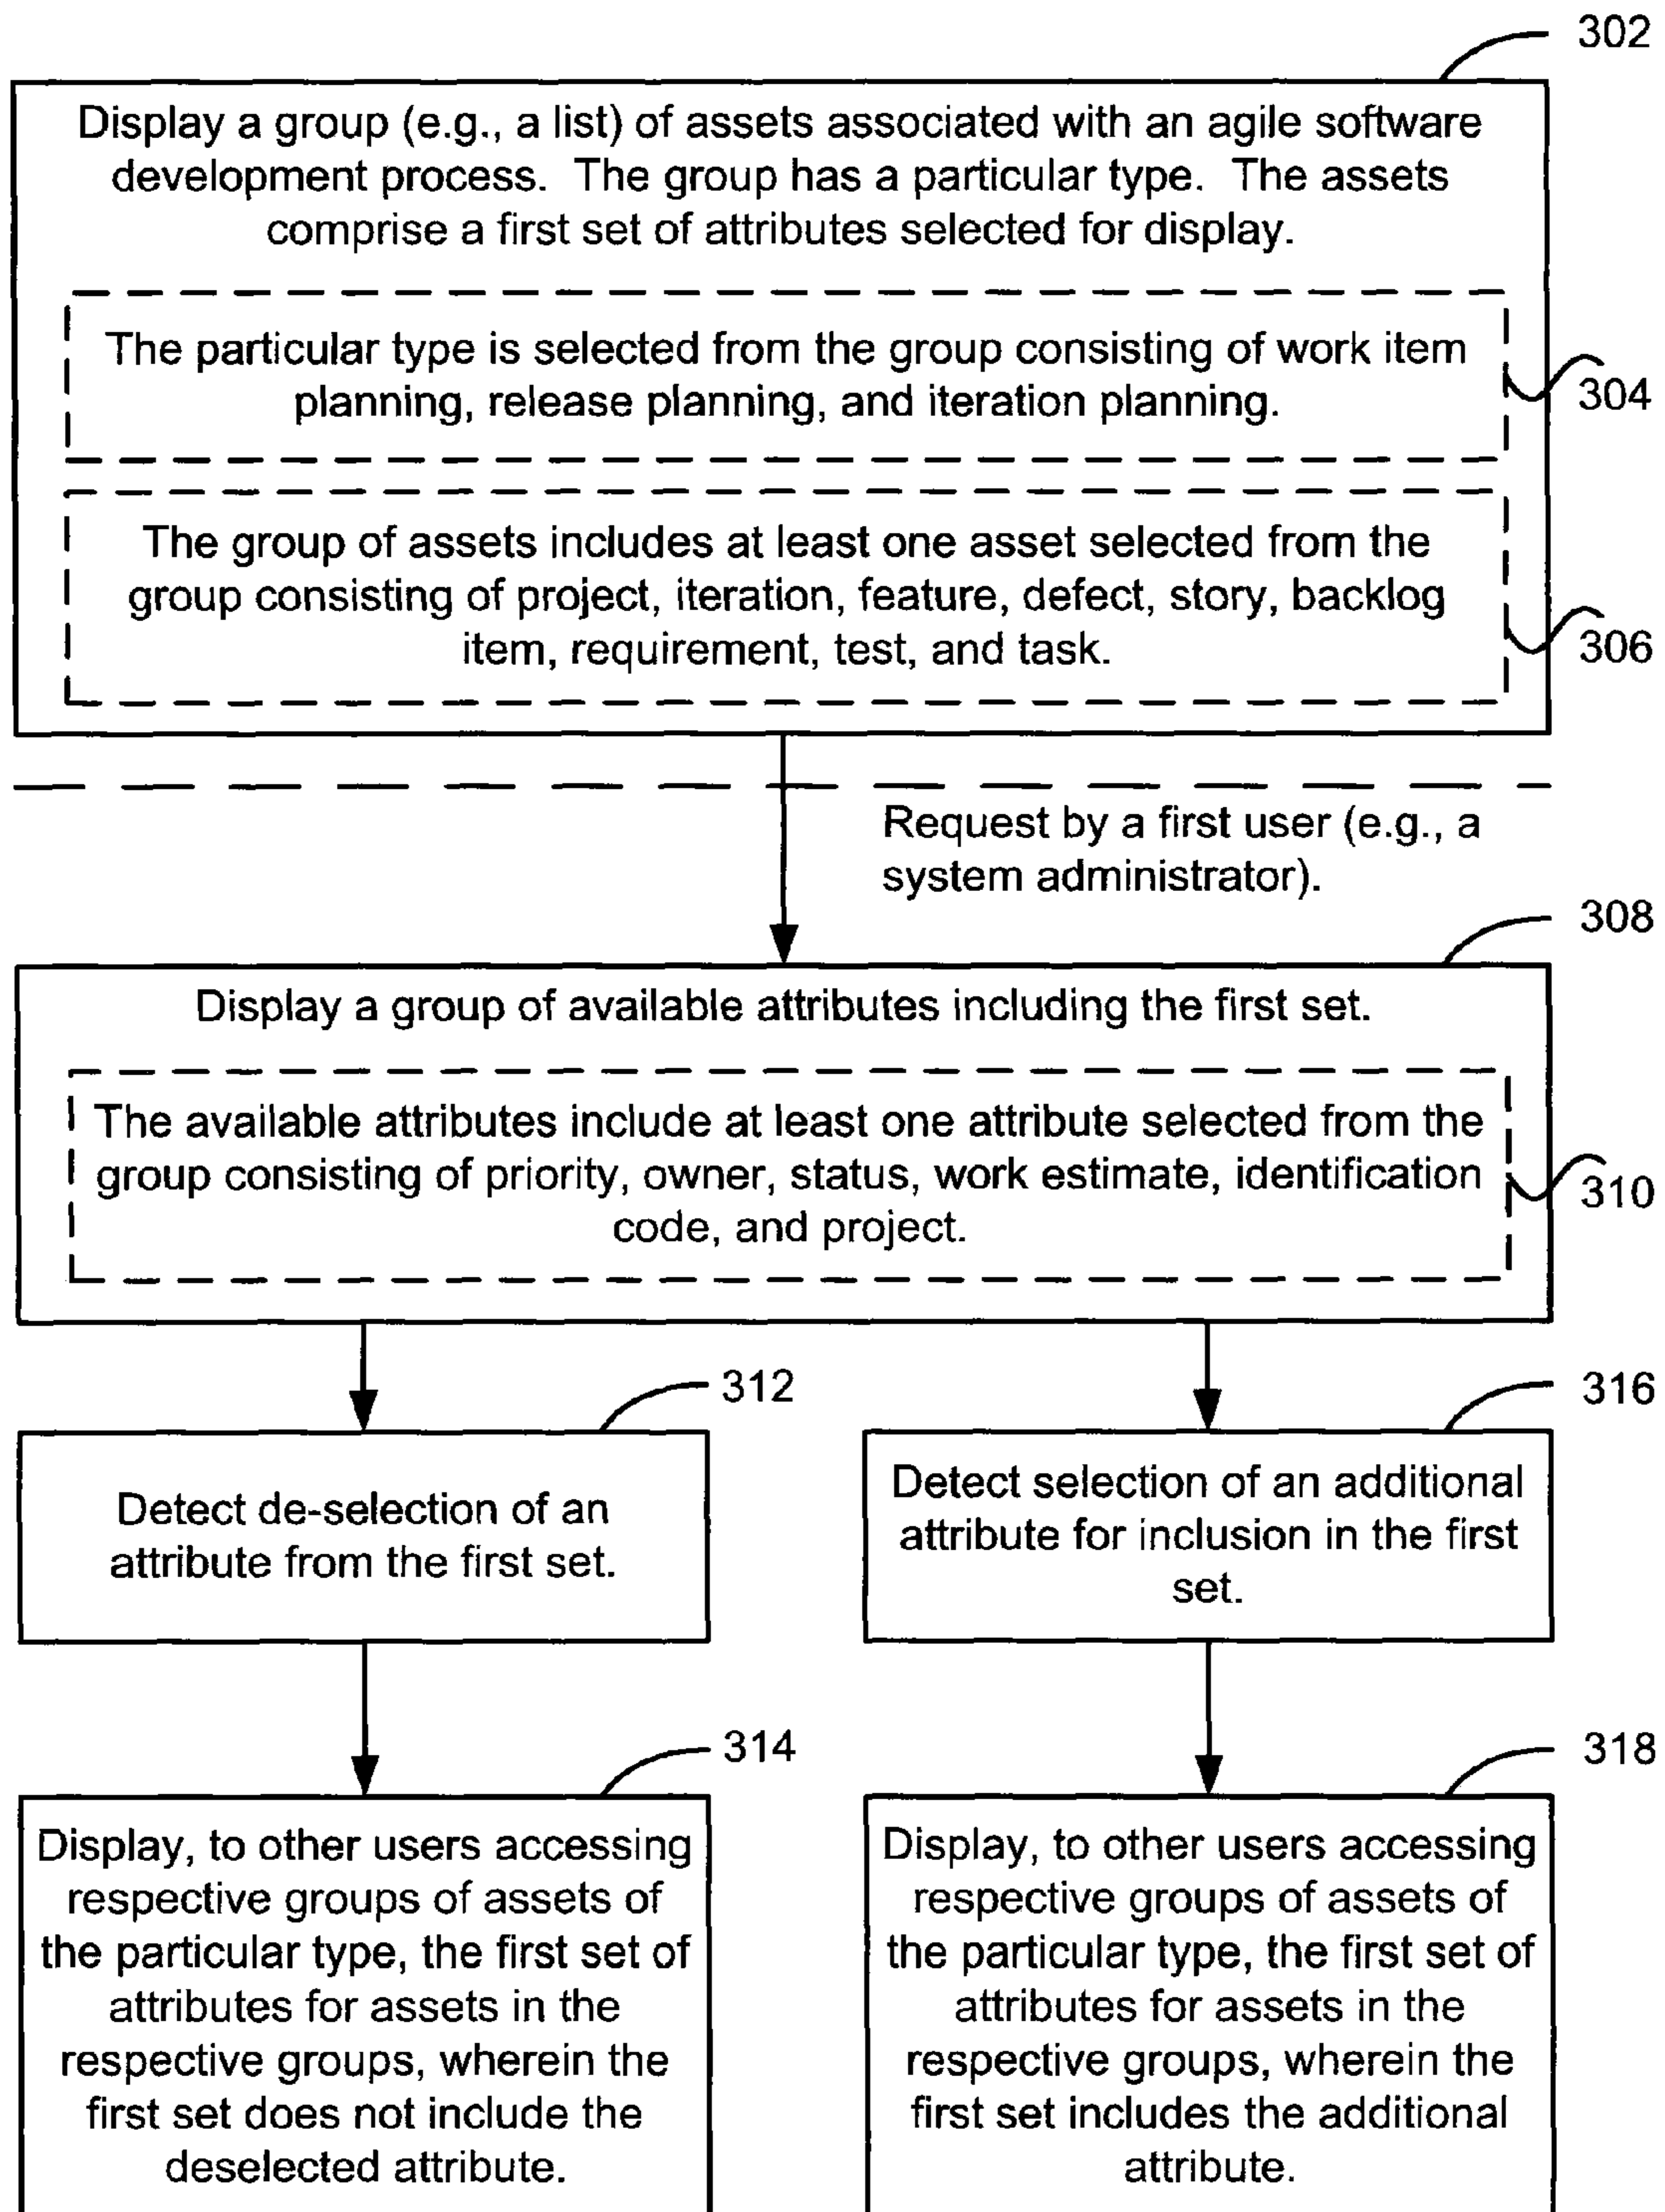 302
Display a group (e.g., a list) of assets associated with an agile software
development process. The group has a particular type. The assets
comprise a first set of attributes selected for display.
The particular type is selected from the group consisting of work item
planning, release planning, and iteration planning.
304
The group of assets includes at least one asset selected from the
group consisting of project, iteration, feature, defect, story, backlog
item, requirement, test, and task.
306
Request by a first user (e.g., a
system administrator).
308
Display a group of available attributes including the first set.
The available attributes include at least one attribute selected from the
group consisting of priority, owner, status, work estimate, identification
code, and project.
310
312
Detect de-selection of an
attribute from the first set.
316
Detect selection of an additional
attribute for inclusion in the first
set.
314
Display, to other users accessing
respective groups of assets of
the particular type, the first set of
attributes for assets in the
respective groups, wherein the
first set does not include the
deselected attribute.
318
Display, to other users accessing
respective groups of assets of
the particular type, the first set of
attributes for assets in the
respective groups, wherein the
first set includes the additional
attribute.